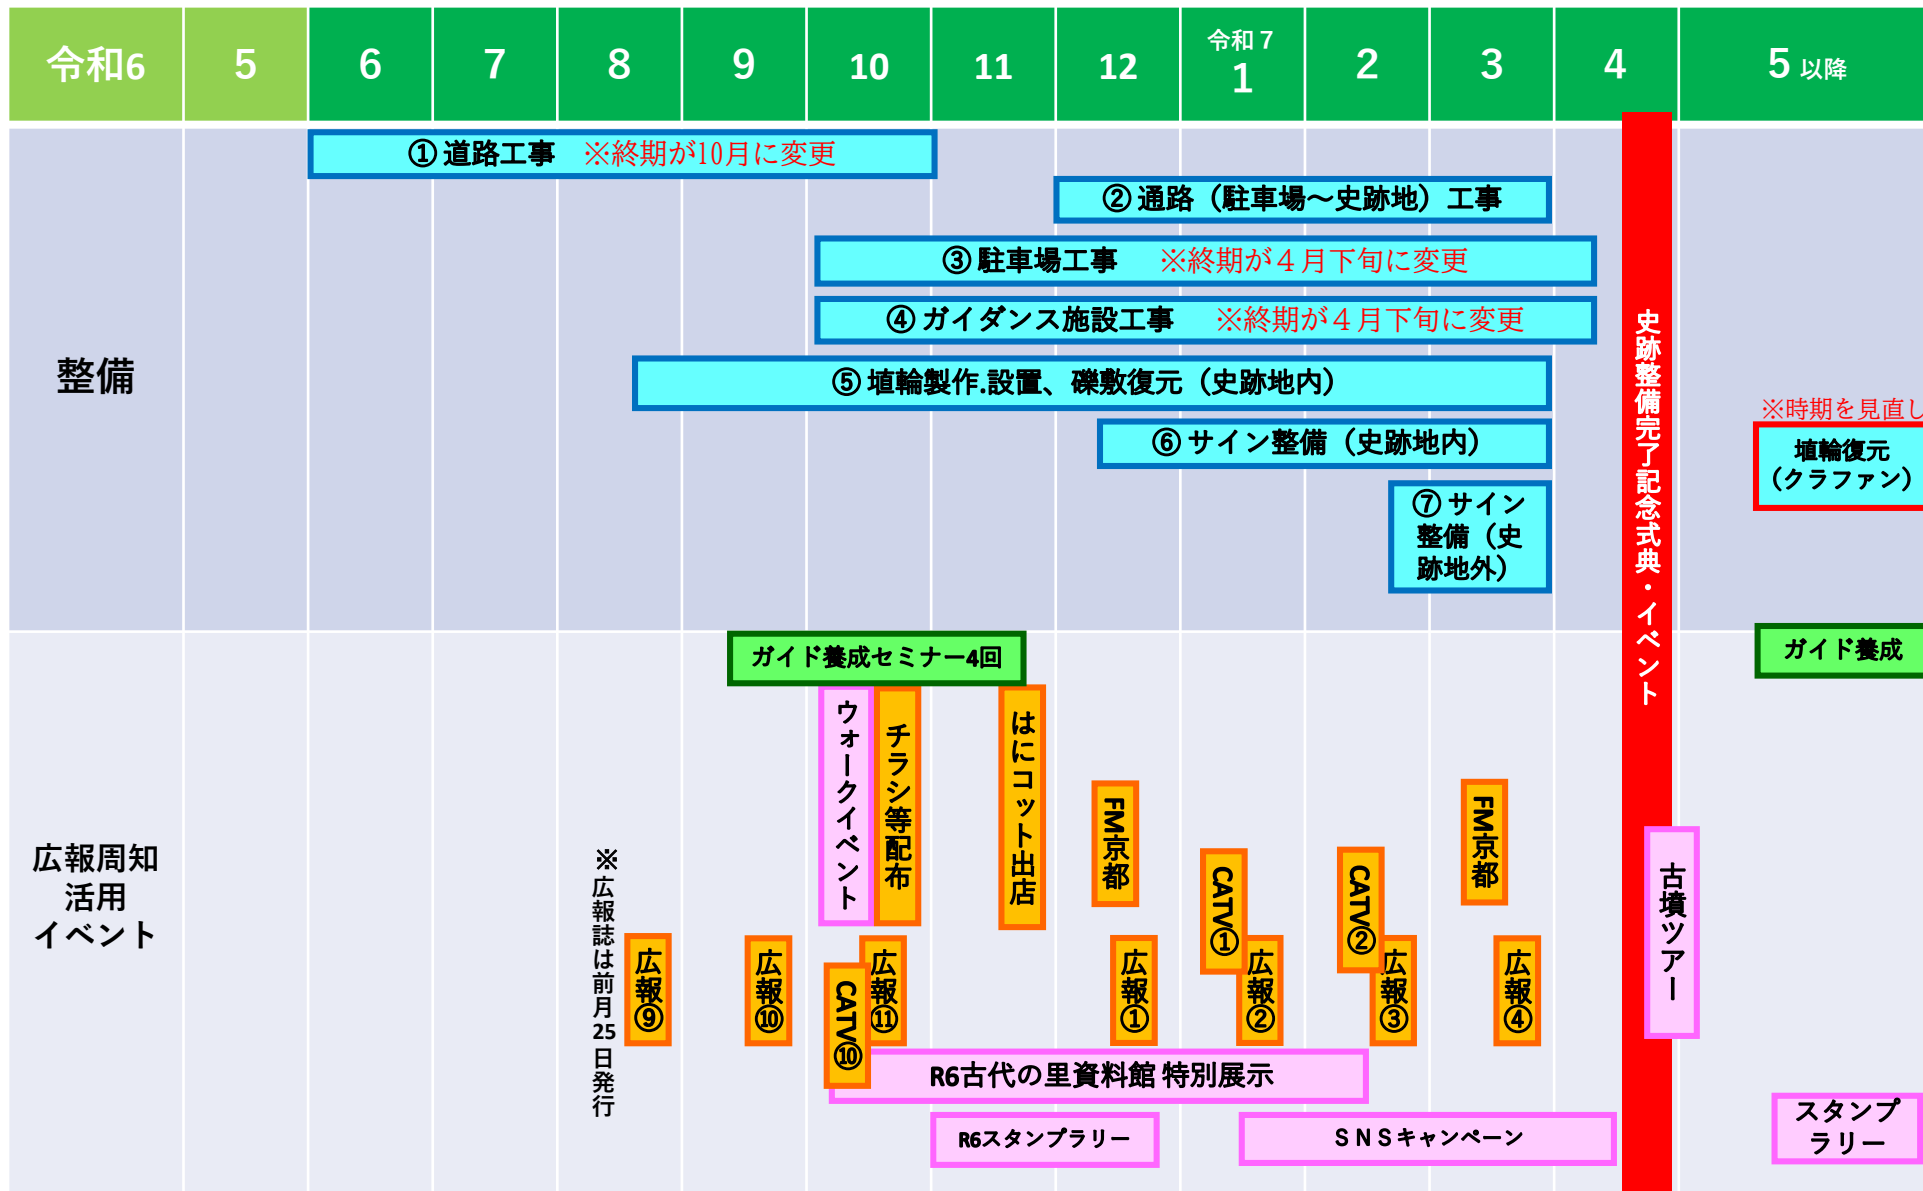 令和6
5
6
7
8
9
10
11
12
令和７
1
2
3
4
5 以降
整備
① 道路工事　※終期が10月に変更
② 通路（駐車場～史跡地）工事
③ 駐車場工事　※終期が４月下旬に変更
④ ガイダンス施設工事　※終期が４月下旬に変更
⑤ 埴輪製作.設置、礫敷復元（史跡地内）
⑥ サイン整備（史跡地内）
⑦ サイン
整備（史
跡地外）
史跡整備完了記念式典・イベント
※時期を見直し
埴輪復元
（クラファン）
広報周知
活用
イベント
ガイド養成セミナー4回
ガイド養成
ウォークイベント
チラシ等配布
はにコット出店
FM京都
FM京都
CATV①
CATV②
古墳ツアー
※広報誌は前月25日発行
広報⑨
広報⑩
CATV⑩
広報⑪
広報①
広報②
広報③
広報④
R6古代の里資料館 特別展示
R6スタンプラリー
ＳＮＳキャンペーン
スタンプ
ラリー